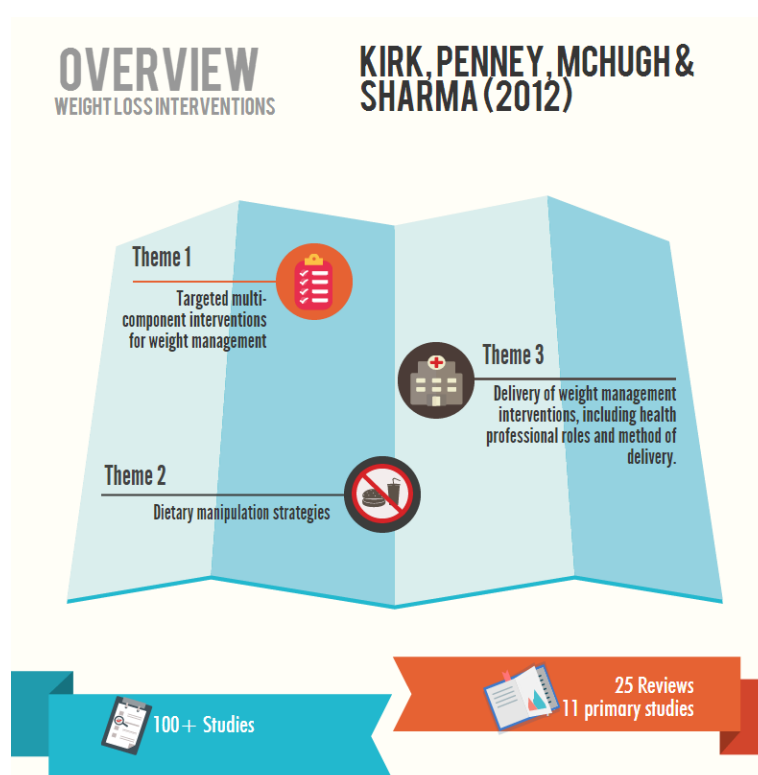 OVERVIEW
WEIGHT LOSS INTERVENTIONS
KIRK, PENNEY, MCHUGH &
SHARMA (2012)
Theme 1
Targeted multi-
component interventions
for weight management
Theme 3
Delivery of weight management
interventions, including health
professional roles and method of
delivery.
Theme 2
Dietary manipulation strategies
100+ Studies
25 Reviews
11 primary studies